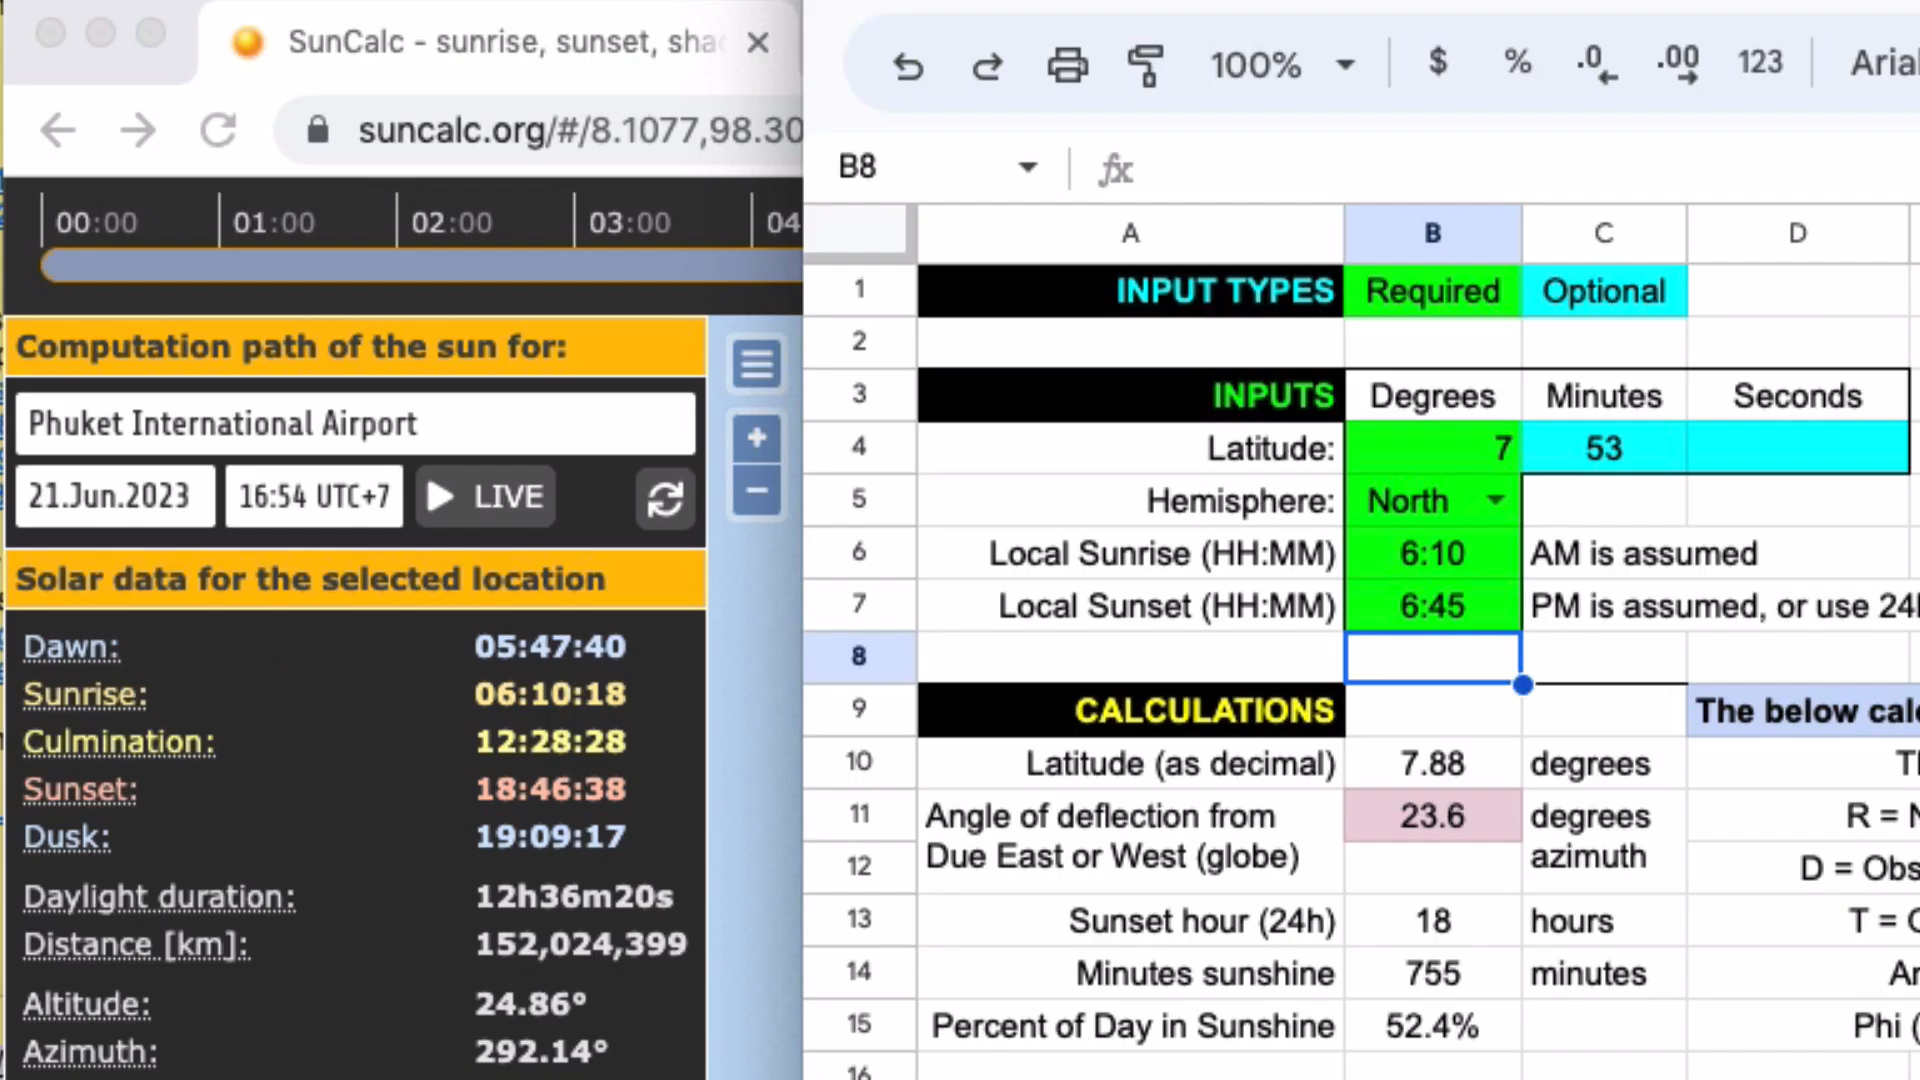 SunCalc - sunrise, sunset, sha
suncalc.org/#/8.1077,98.30
00:00 01:00 02:00 03:00 04
Computation path of the sun for:
Phuket International Airport
21.Jun.2023 16:54 UTC+7 LIVE
Solar data for the selected location
Dawn: 05:47:40
Sunrise: 06:10:18
Culmination: 12:28:28
Sunset: 18:46:38
Dusk: 19:09:17
Daylight duration: 12h36m20s
Distance [km]: 152,024,399
Altitude: 24.86°
Azimuth: 292.14°
100% $ % .0 .00 123 Arial
B8 fx
A B C D
1 INPUT TYPES Required Optional
2
3 INPUTS Degrees Minutes Seconds
4 Latitude: 7 53
5 Hemisphere: North
6 Local Sunrise (HH:MM) 6:10 AM is assumed
7 Local Sunset (HH:MM) 6:45 PM is assumed, or use 24
8
9 CALCULATIONS The below calc
10 Latitude (as decimal) 7.88 degrees
11 Angle of deflection from 23.6 degrees R = N
12 Due East or West (globe) azimuth D = Obs
13 Sunset hour (24h) 18 hours
14 Minutes sunshine 755 minutes
15 Percent of Day in Sunshine 52.4% Phi (
16